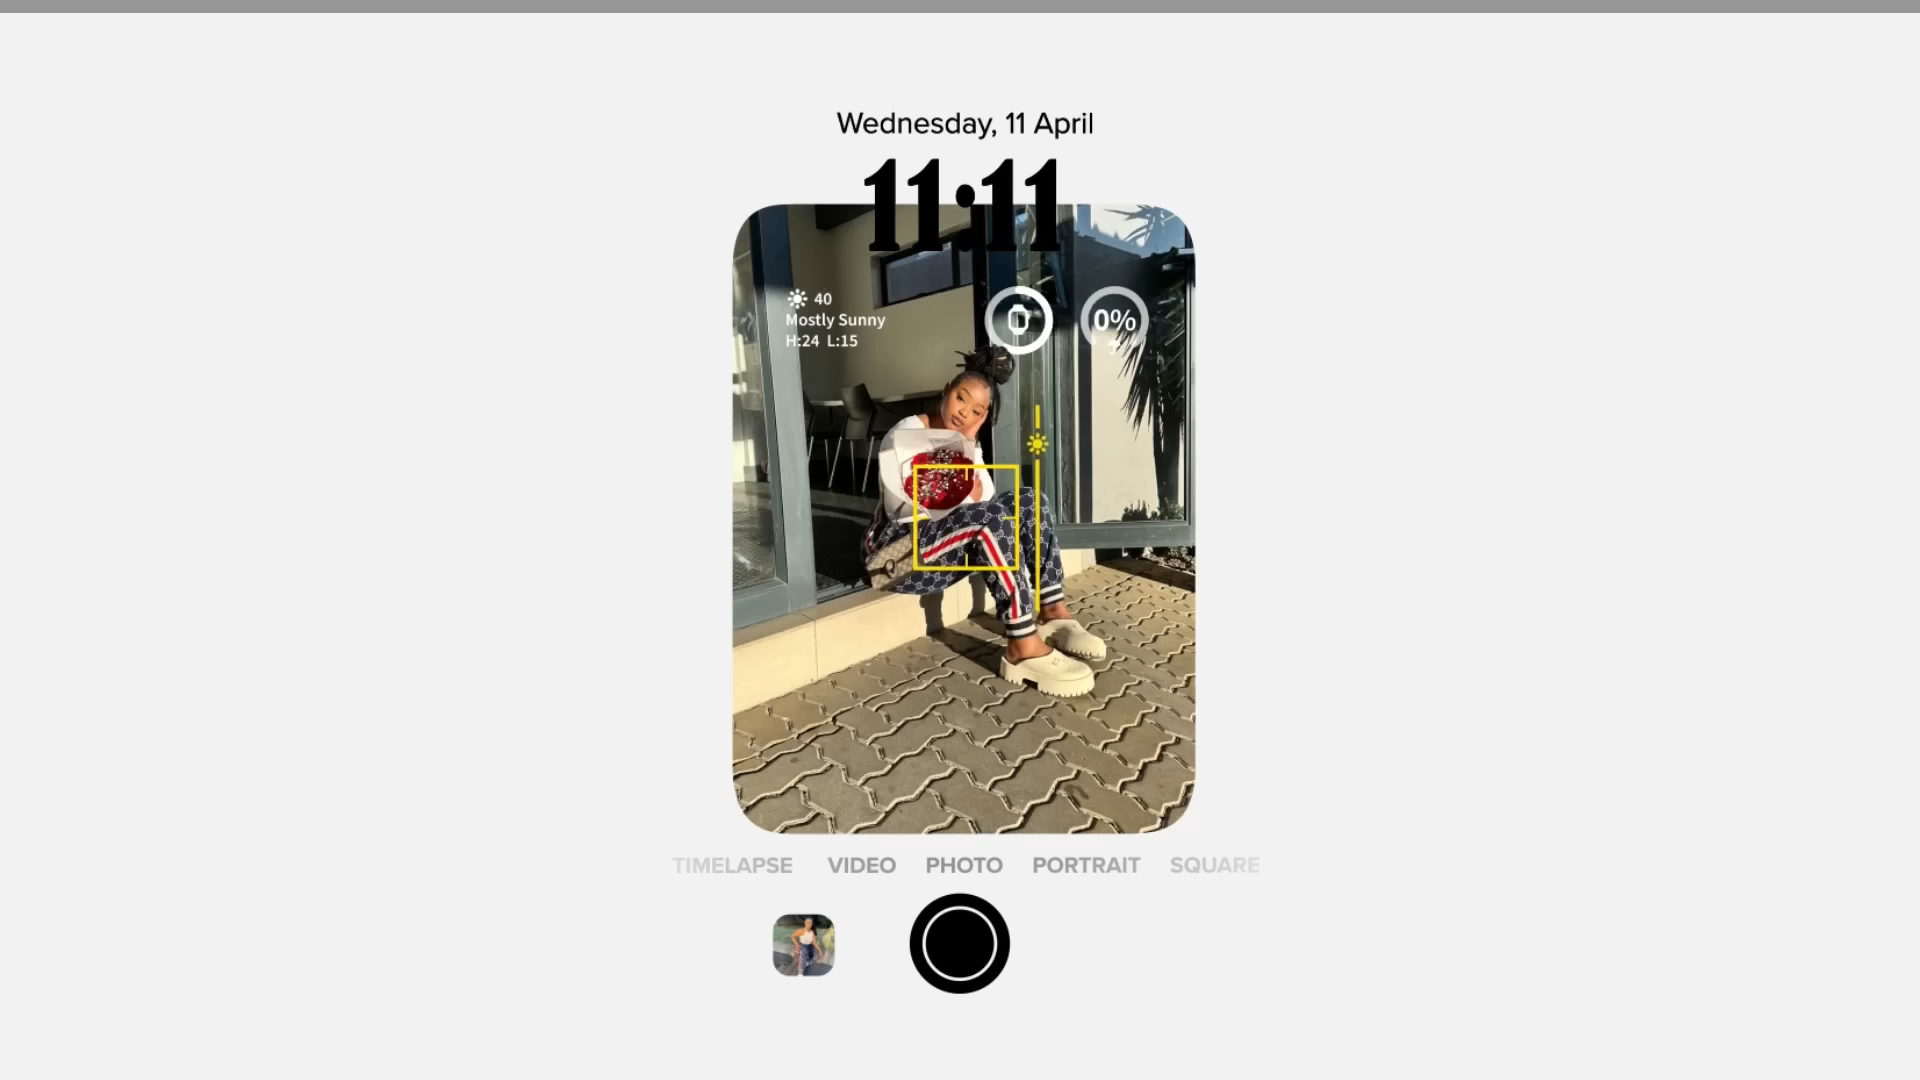 Wednesday, 11 April
11:11
40
Mostly Sunny
H:24 L:15
0%
TIMELAPSE VIDEO PHOTO PORTRAIT SQUARE